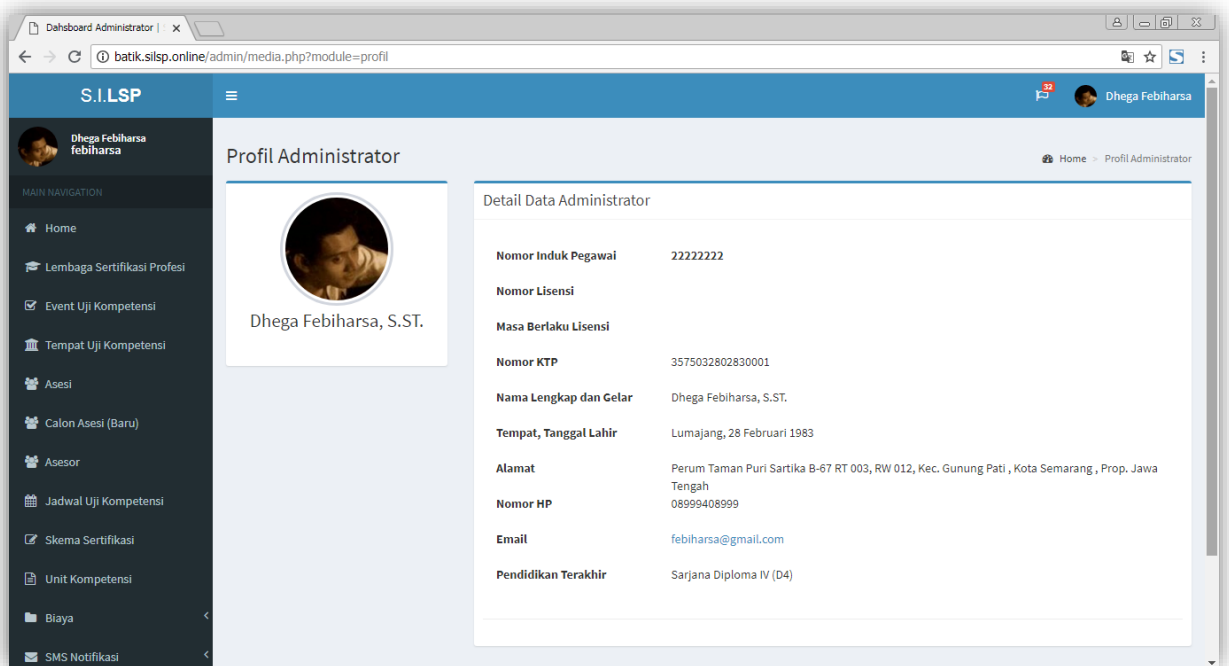 Dahsboard Administrator |
batik.silsp.online/admin/media.php?module=profil
S.I.LSP
32
Dhega Febiharsa
Dhega Febiharsa
febiharsa
Profil Administrator
Home > Profil Administrator
MAIN NAVIGATION
Home
Lembaga Sertifikasi Profesi
Event Uji Kompetensi
Tempat Uji Kompetensi
Asesi
Calon Asesi (Baru)
Asesor
Jadwal Uji Kompetensi
Skema Sertifikasi
Unit Kompetensi
Biaya
SMS Notifikasi
Dhega Febiharsa, S.ST.
Detail Data Administrator
Nomor Induk Pegawai 22222222
Nomor Lisensi
Masa Berlaku Lisensi
Nomor KTP 3575032802830001
Nama Lengkap dan Gelar Dhega Febiharsa, S.ST.
Tempat, Tanggal Lahir Lumajang, 28 Februari 1983
Alamat Perum Taman Puri Sartika B-67 RT 003, RW 012, Kec. Gunung Pati , Kota Semarang , Prop. Jawa
Tengah
Nomor HP 08999408999
Email febiharsa@gmail.com
Pendidikan Terakhir Sarjana Diploma IV (D4)